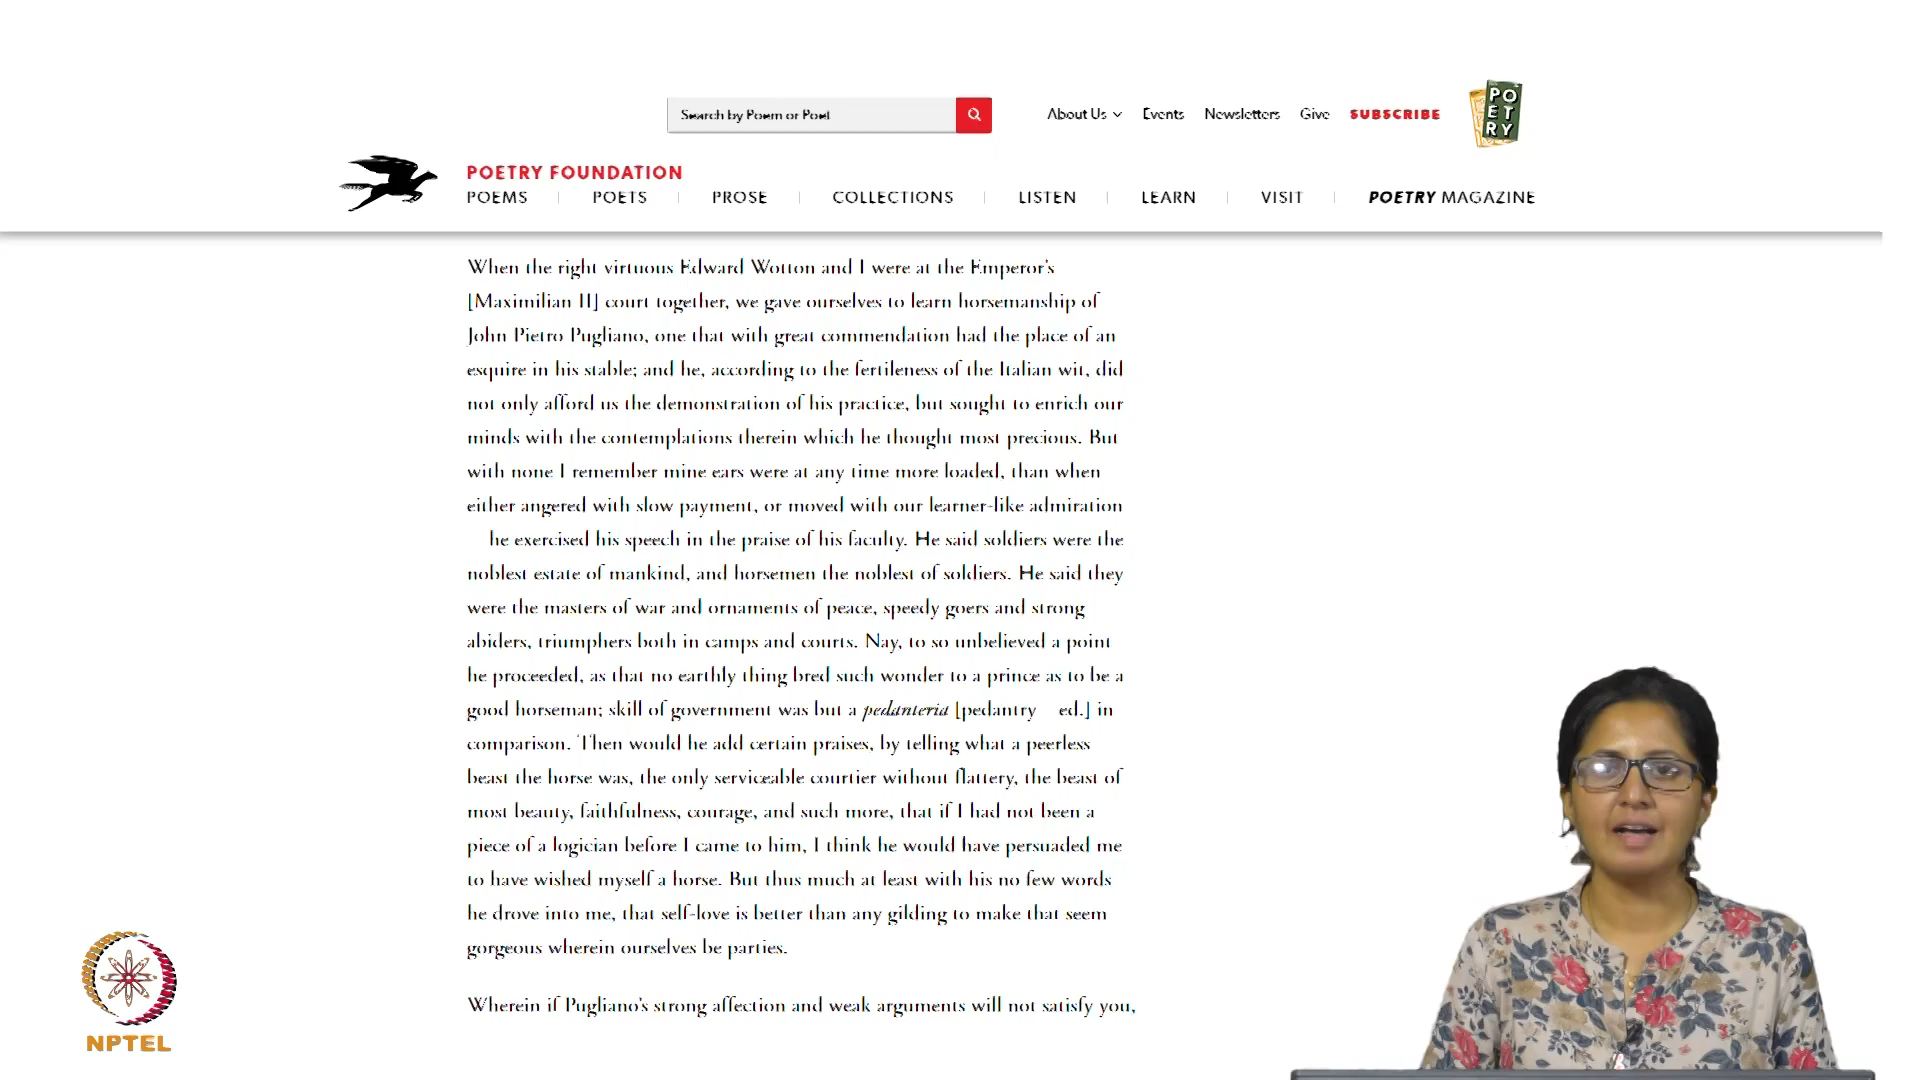 Search by Poem or Poet
About Us
Events
Newsletters
Give
SUBSCRIBE
PO
ET
RY
POETRY FOUNDATION
POEMS
POETS
PROSE
COLLECTIONS
LISTEN
LEARN
VISIT
POETRY MAGAZINE
When the right virtuous Edward Wotton and I were at the Emperor's
[Maximilian II] court together, we gave ourselves to learn horsemanship of
John Pietro Pugliano, one that with great commendation had the place of an
esquire in his stable; and he, according to the fertileness of the Italian wit, did
not only afford us the demonstration of his practice, but sought to enrich our
minds with the contemplations therein which he thought most precious. But
with none I remember mine ears were at any time more loaded, than when
either angered with slow payment, or moved with our learner-like admiration
he exercised his speech in the praise of his faculty. He said soldiers were the
noblest estate of mankind, and horsemen the noblest of soldiers. He said they
were the masters of war and ornaments of peace, speedy goers and strong
abiders, triumphers both in camps and courts. Nay, to so unbelieved a point
he proceeded, as that no earthly thing bred such wonder to a prince as to be a
good horseman; skill of government was but a pedanteria [pedantry ed.] in
comparison. Then would he add certain praises, by telling what a peerless
beast the horse was, the only serviceable courtier without flattery, the beast of
most beauty, faithfulness, courage, and such more, that if I had not been a
piece of a logician before I came to him, I think he would have persuaded me
to have wished myself a horse. But thus much at least with his no few words
he drove into me, that self-love is better than any gilding to make that seem
gorgeous wherein ourselves be parties.
Wherein if Pugliano's strong affection and weak arguments will not satisfy you,
NPTEL